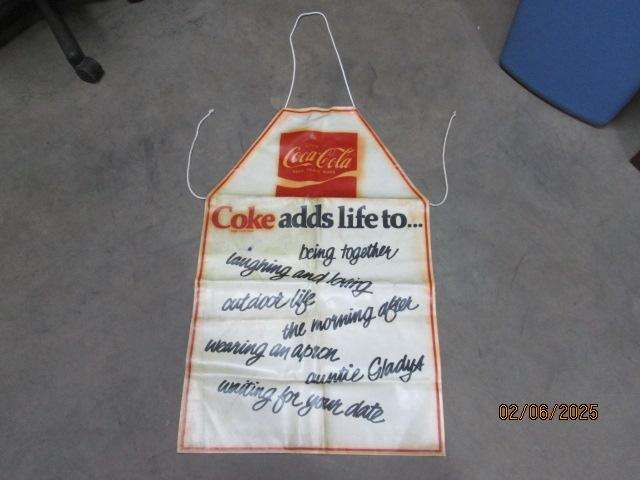 Coca-Cola
Coke adds life to...
being together
laughing and loving
outdoor life
the morning after
wearing an apron
auntie Gladys
waiting for your date
02/06/2025